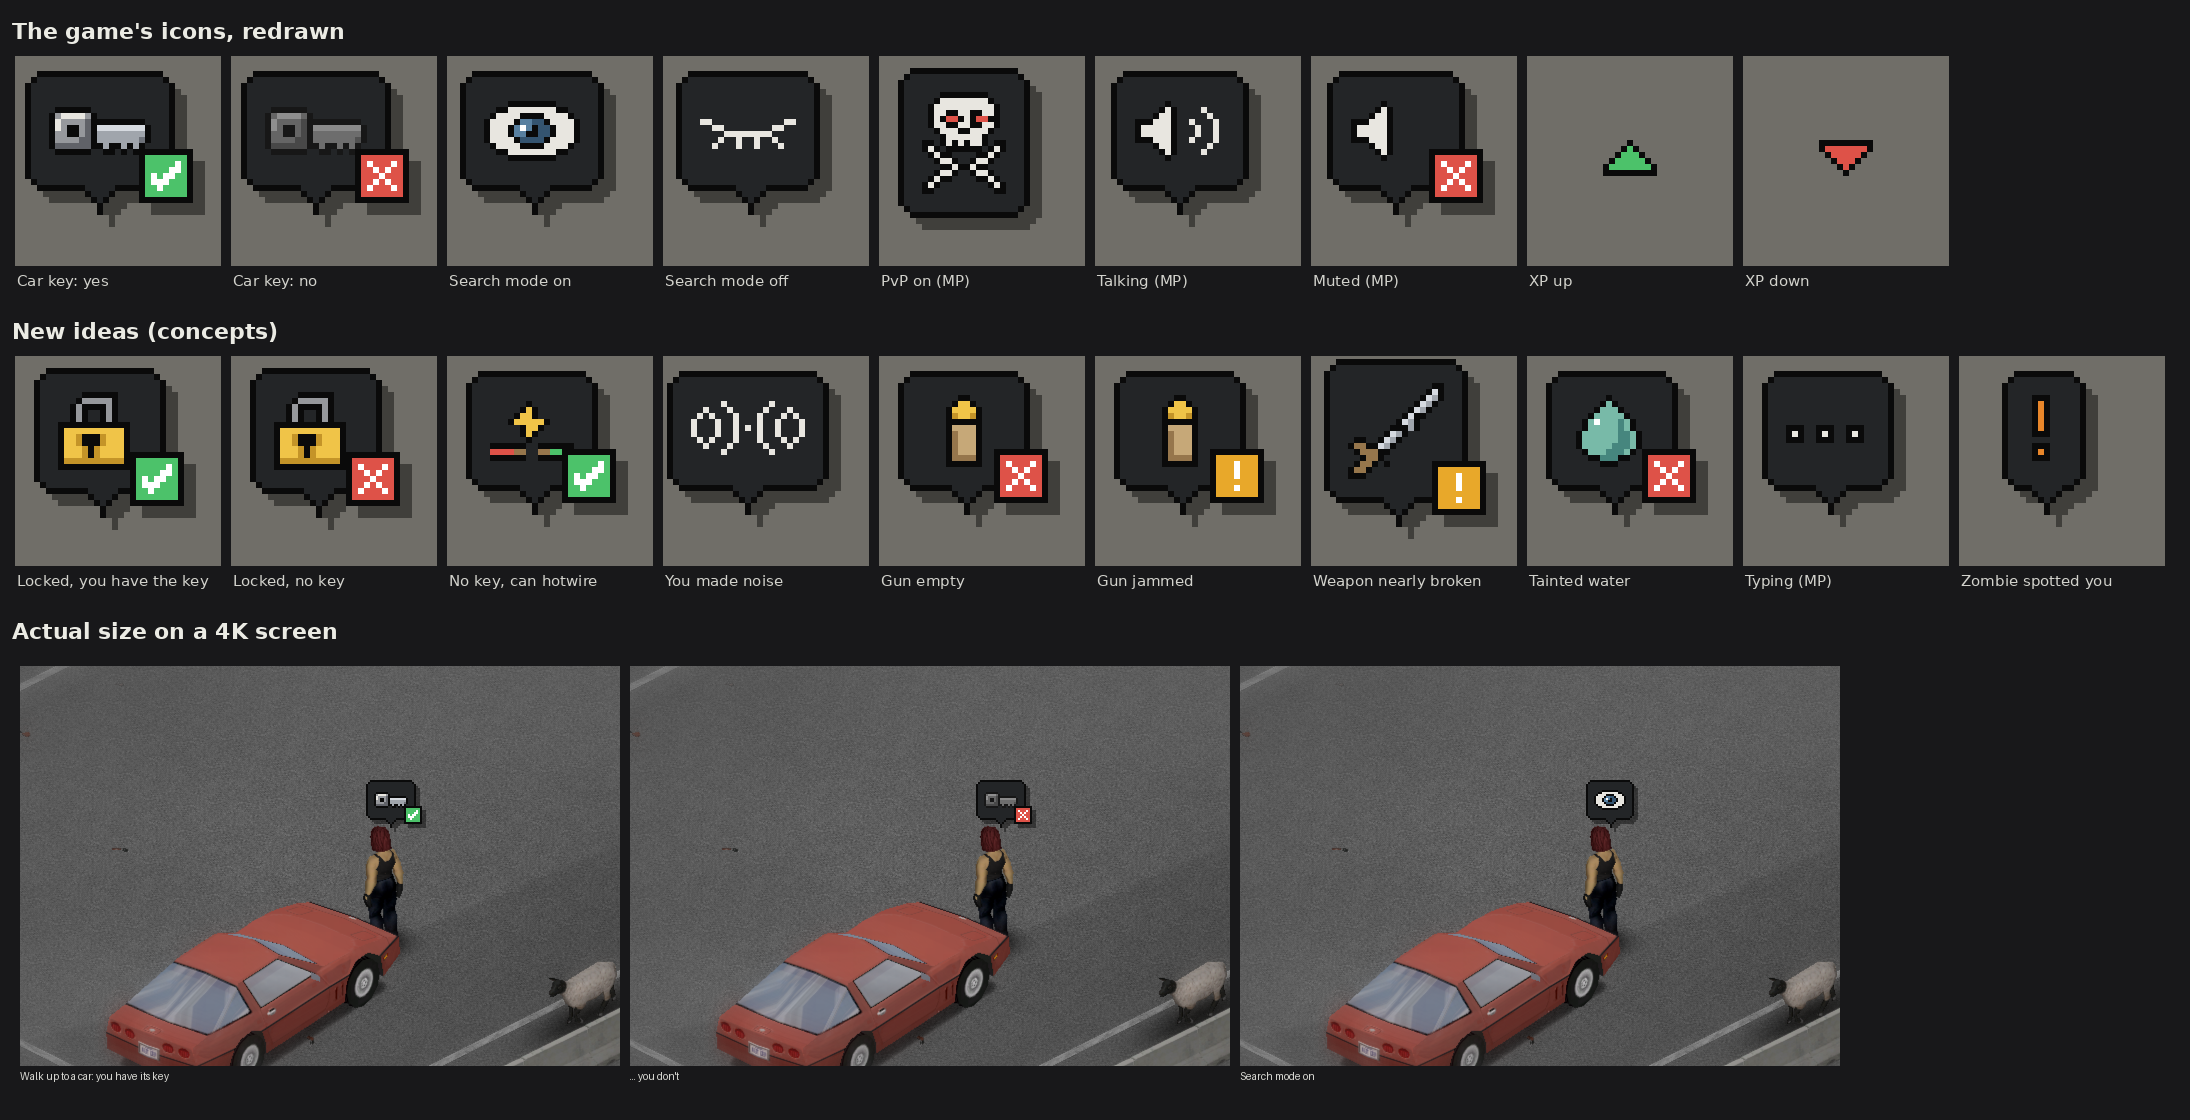 The game's icons, redrawn
Car key: yes
Car key: no
Search mode on
Search mode off
PvP on (MP)
Talking (MP)
Muted (MP)
XP up
XP down
New ideas (concepts)
Locked, you have the key
Locked, no key
No key, can hotwire
You made noise
Gun empty
Gun jammed
Weapon nearly broken
Tainted water
Typing (MP)
Zombie spotted you
Actual size on a 4K screen
Walk up to a car: you have its key
... you don't
Search mode on